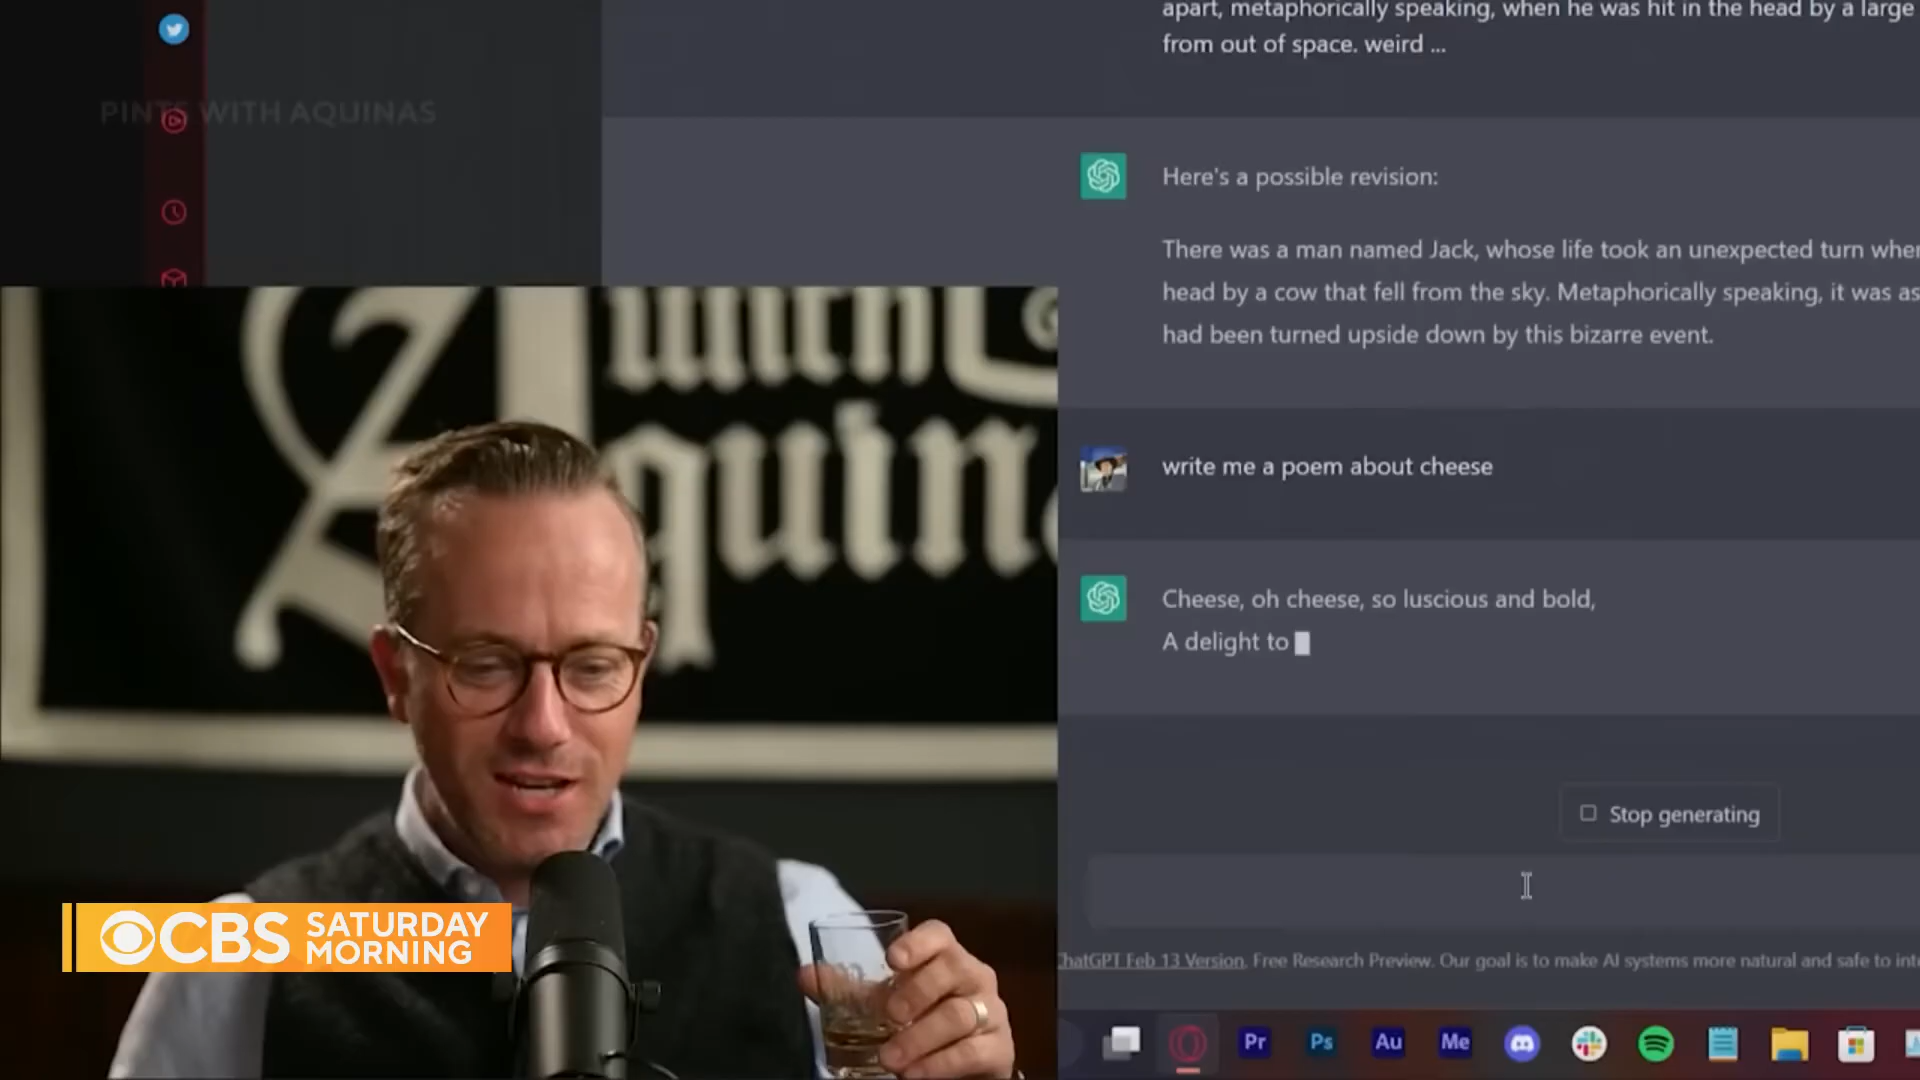 apart, metaphorically speaking, when he was hit in the head by a large
from out of space. weird ...
PINTS WITH AQUINAS
Here's a possible revision:
There was a man named Jack, whose life took an unexpected turn when
head by a cow that fell from the sky. Metaphorically speaking, it was as
had been turned upside down by this bizarre event.
with
Aquin
write me a poem about cheese
Cheese, oh cheese, so luscious and bold,
A delight to
Stop generating
CBS SATURDAY
MORNING
ChatGPT Feb 13 Version. Free Research Preview. Our goal is to make AI systems more natural and safe to inte
Pr Ps Au Me